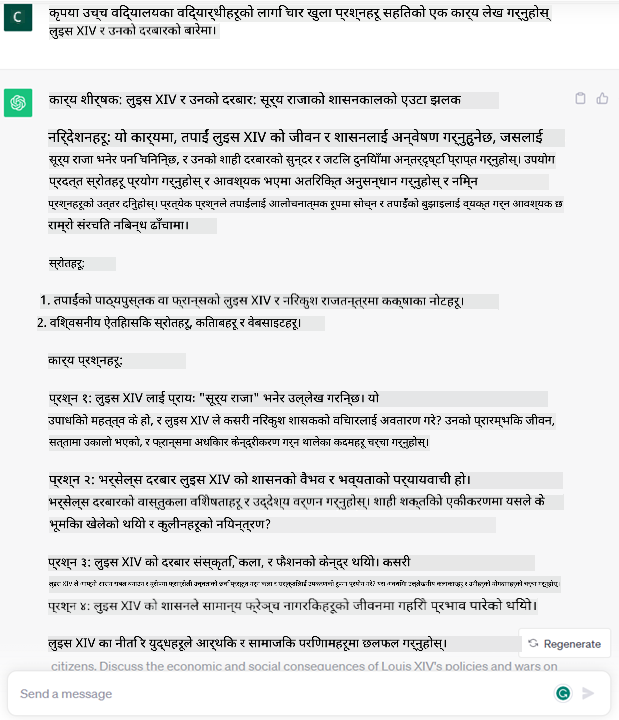 C
कृपया उच्च विद्यालयका विद्यार्थीहरूको लागि चार खुला प्रश्नहरू सहितको एक कार्य लेख गर्नुहोस्
लुइस XIV र उनको दरबारको बारेमा।
कार्य शीर्षक: लुइस XIV र उनको दरबार: सूर्य राजाको शासनकालको एउटा झलक
निर्देशनहरू: यो कार्यमा, तपाईं लुइस XIV को जीवन र शासनलाई अन्वेषण गर्नुहुनेछ, जसलाई
सूर्य राजा भनेर पनि चिनिन्छ, र उनको शाही दरबारको सुन्दर र जटिल दुनियाँमा अन्तर्दृष्टि प्राप्त गर्नुहोस्। उपयोग
प्रदत्त स्रोतहरू प्रयोग गर्नुहोस् र आवश्यक भएमा अतिरिक्त अनुसन्धान गर्नुहोस् र निम्न
प्रश्नहरूको उत्तर दिनुहोस्। प्रत्येक प्रश्नले तपाईंलाई आलोचनात्मक रूपमा सोच्न र तपाईंको बुझाइलाई व्यक्त गर्न आवश्यक छ
राम्रो संरचित निबन्ध ढाँचामा।
स्रोतहरू:
1. तपाईंको पाठ्यपुस्तक वा फ्रान्सको लुइस XIV र निरंकुश राजतन्त्रमा कक्षाका नोटहरू।
2. विश्वसनीय ऐतिहासिक स्रोतहरू, किताबहरू र वेबसाइटहरू।
कार्य प्रश्नहरू:
प्रश्न १: लुइस XIV लाई प्रायः "सूर्य राजा" भनेर उल्लेख गरिन्छ। यो
उपाधिको महत्त्व के हो, र लुइस XIV ले कसरी निरंकुश शासकको विचारलाई अवतारण गरे? उनको प्रारम्भिक जीवन,
सत्तामा उकालो भएको, र फ्रान्समा अधिकार केन्द्रीकरण गर्न थालेका कदमहरू चर्चा गर्नुहोस्।
प्रश्न २: भर्सेल्स दरबार लुइस XIV को शासनको वैभव र भव्यताको पर्यायवाची हो।
भर्सेल्स दरबारको वास्तुकला विशेषताहरू र उद्देश्य वर्णन गर्नुहोस्। शाही शक्तिको एकीकरणमा यसले के
भूमिका खेलेको थियो र कुलीनहरूको नियन्त्रण?
प्रश्न ३: लुइस XIV को दरबार संस्कृति, कला, र फैशनको केन्द्र थियो। कसरी
प्रश्न ४: लुइस XIV को शासनले सामान्य फ्रेञ्च नागरिकहरूको जीवनमा गहिरो प्रभाव पारेको थियो।
लुइस XIV का नीति र युद्धहरूले आर्थिक र सामाजिक परिणामहरूमा छलफल गर्नुहोस्।
Regenerate
citizens. Discuss the economic and social consequences of Louis XIV's policies and wars on
Send a message